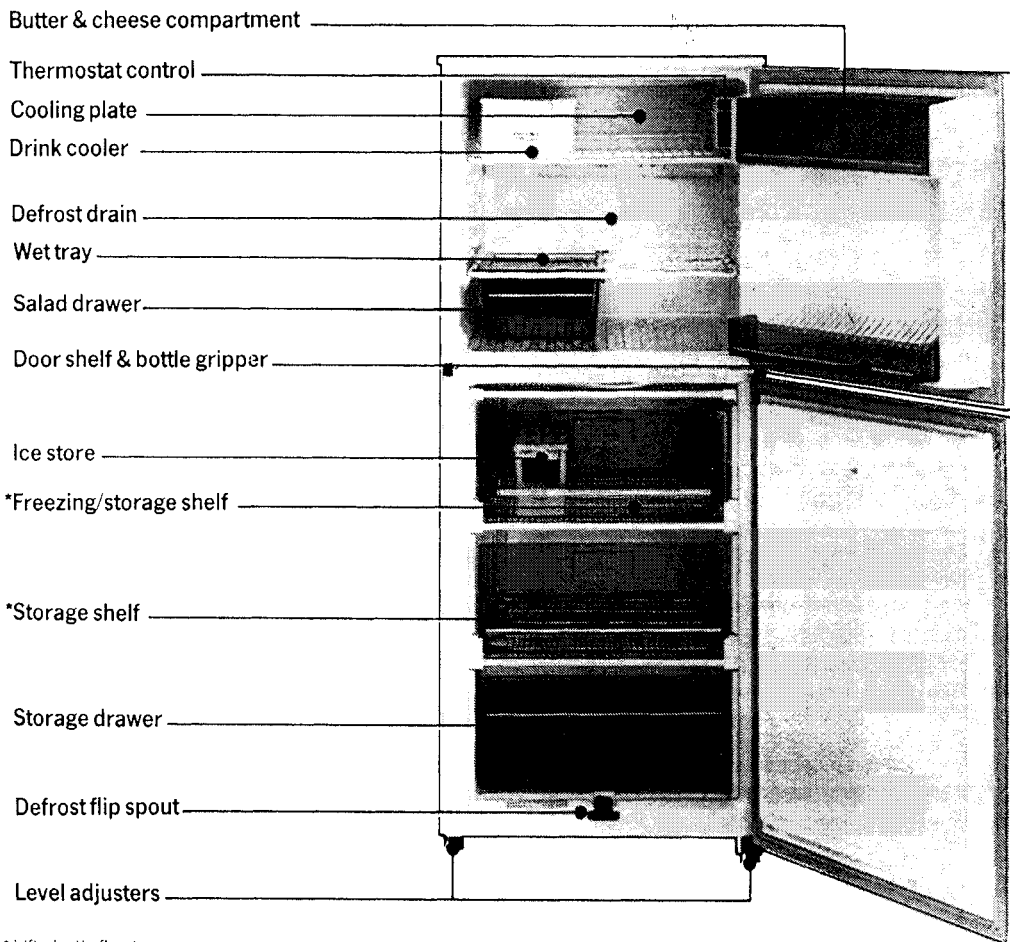 Butter & cheese compartment
Thermostat control
Cooling plate
Drink cooler
Defrost drain
Wet tray
Salad drawer
Door shelf & bottle gripper
Ice store
*Freezing/storage shelf
*Storage shelf
Storage drawer
Defrost flip spout
Level adjusters